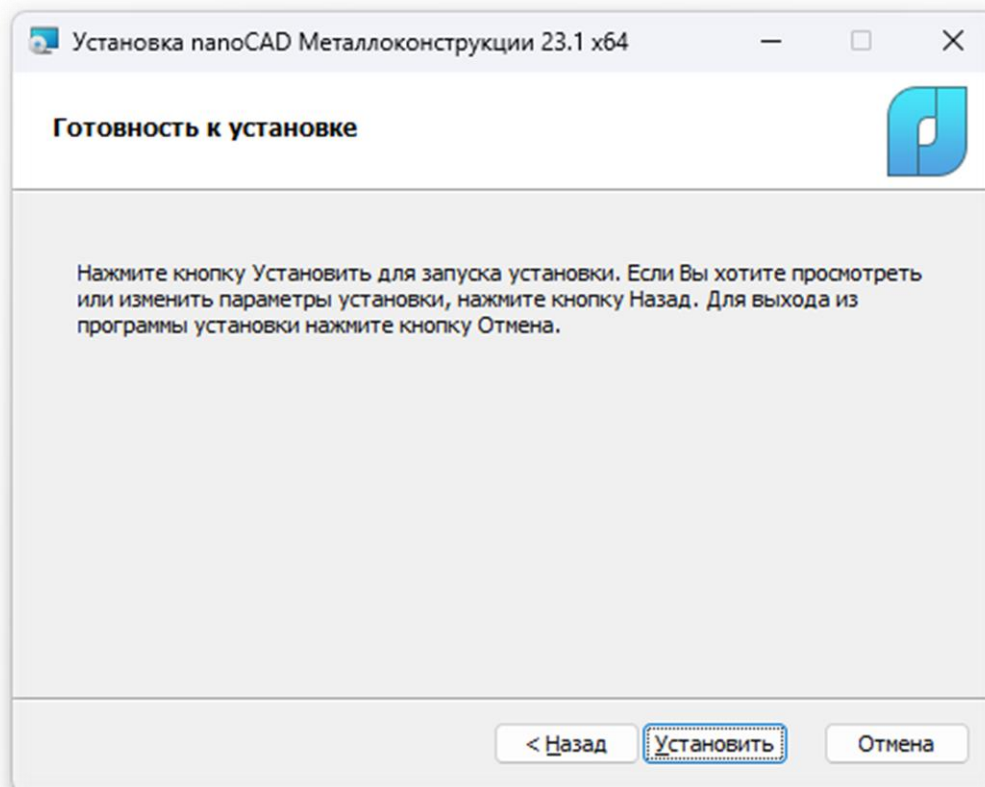 Установка nanoCAD Металлоконструкции 23.1 x64
Готовность к установке
Нажмите кнопку Установить для запуска установки. Если Вы хотите просмотреть
или изменить параметры установки, нажмите кнопку Назад. Для выхода из
программы установки нажмите кнопку Отмена.
< Назад Установить Отмена